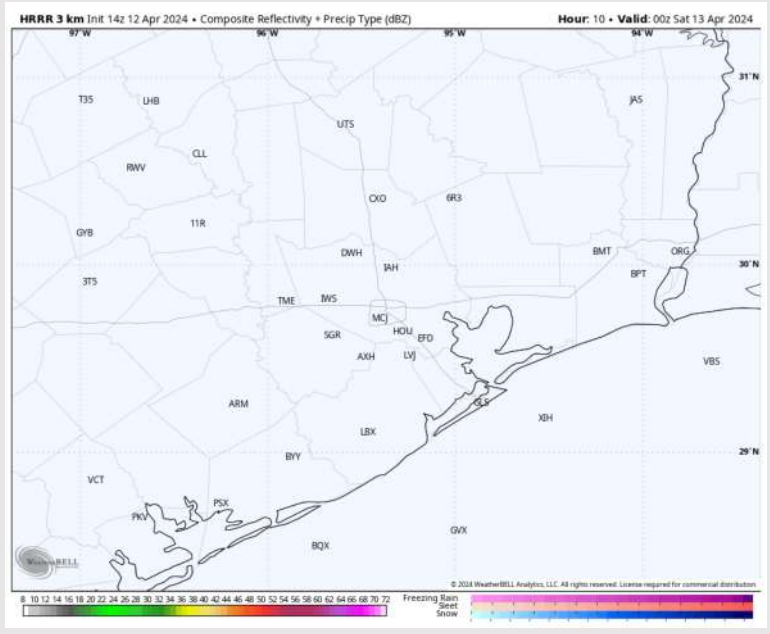 HRRR 3 km Init 14z 12 Apr 2024 • Composite Reflectivity + Precip Type (dBZ) Hour: 10 • Valid: 00z Sat 13 Apr 2024
97°W 96°W 95°W 94°W
31°N
T35 LHB JAS
UTS
CLL
RWV
CXO 6R3
11R
GYB
DWH BMT ORG
IAH 30°N
BPT
3T5
TME IWS
MCJ
SGR HOU
EFD
AXH LVJ
VBS
ARM GLS
XIH
LBX
BYY 29°N
VCT
PSX
PKV
GVX
BQX
WeatherBELL
© 2024 WeatherBELL Analytics, LLC. All rights reserved. License required for commercial distribution.
8 10 12 14 16 18 20 22 24 26 28 30 32 34 36 38 40 42 44 46 48 50 52 54 56 58 60 62 64 66 68 70 72
Freezing Rain
Sleet
Snow